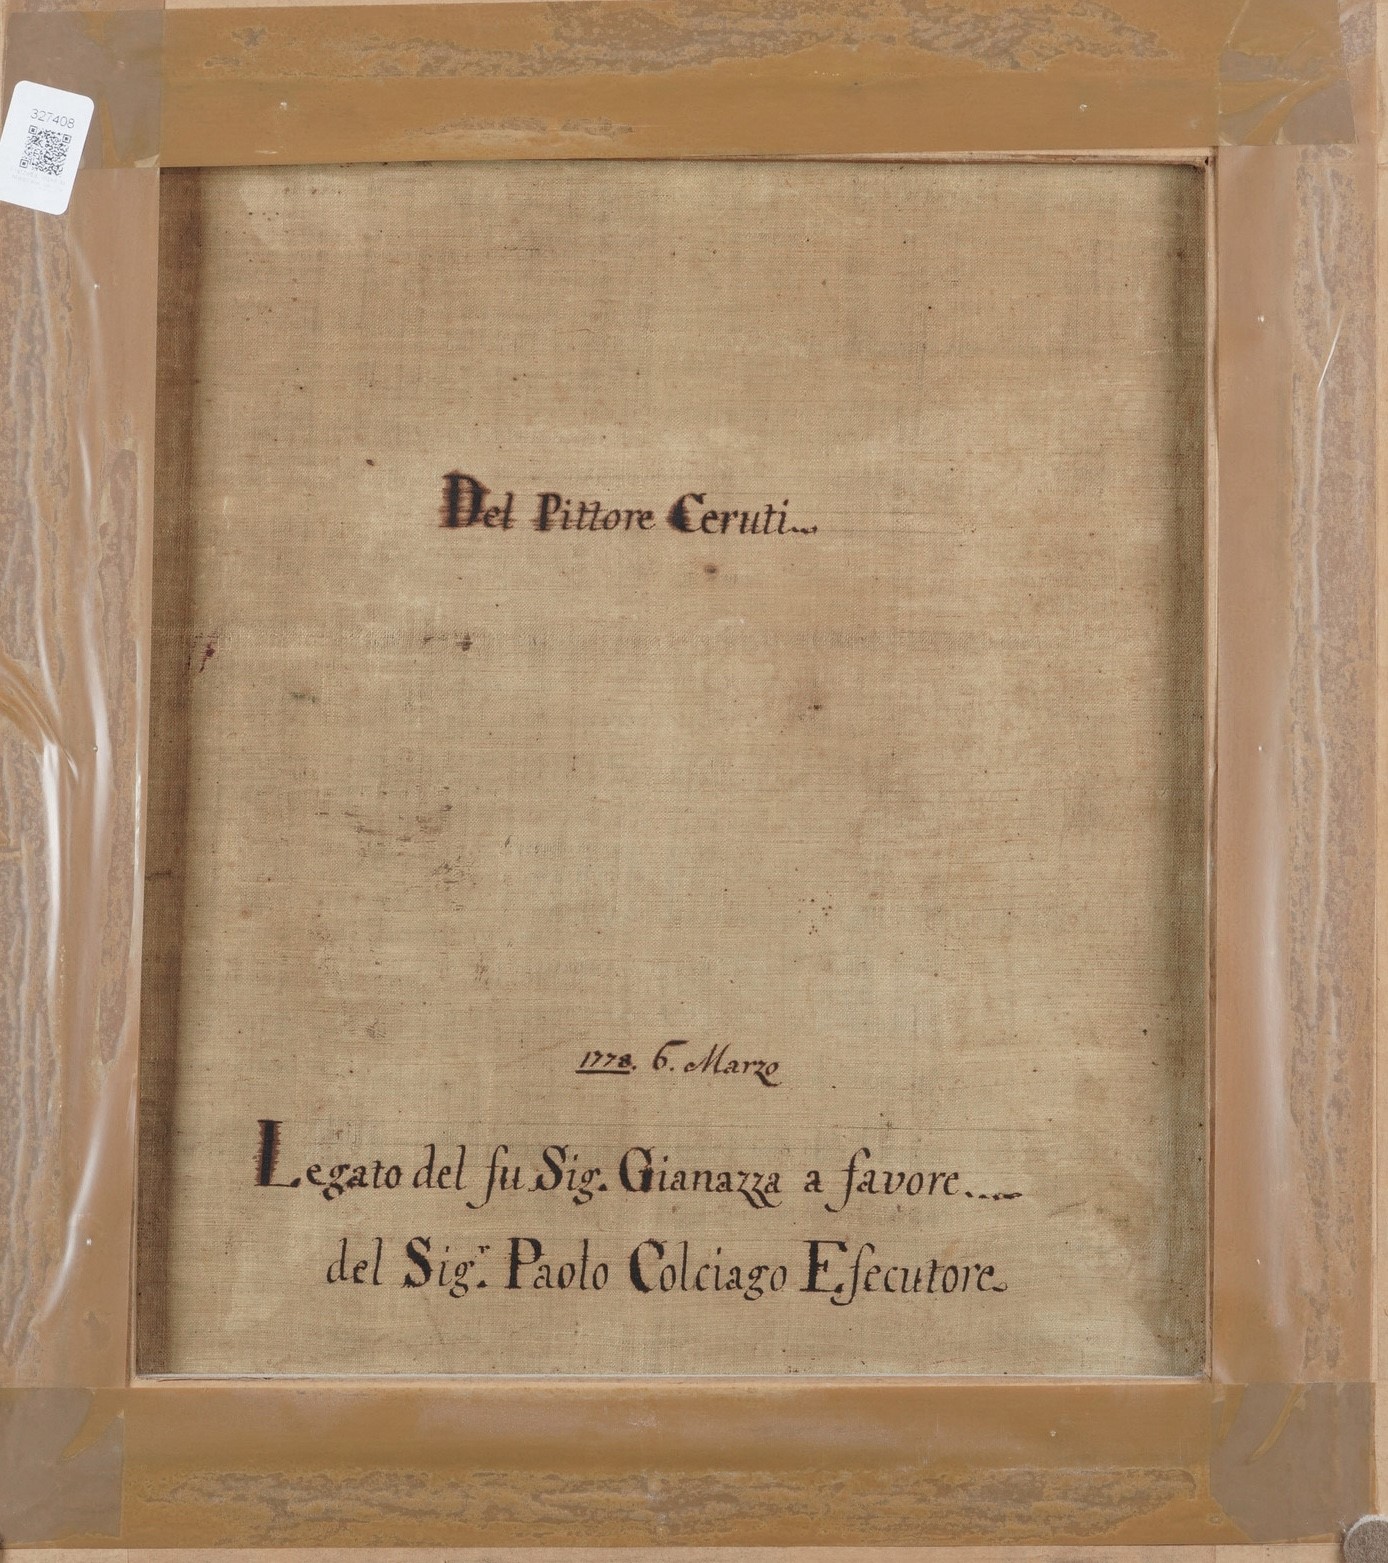 327408
Del Pittore Ceruti...
1778. 6. Marzo
Legato del fu Sig. Gianazza a favore....
del Sig.r Paolo Colciago Esecutore